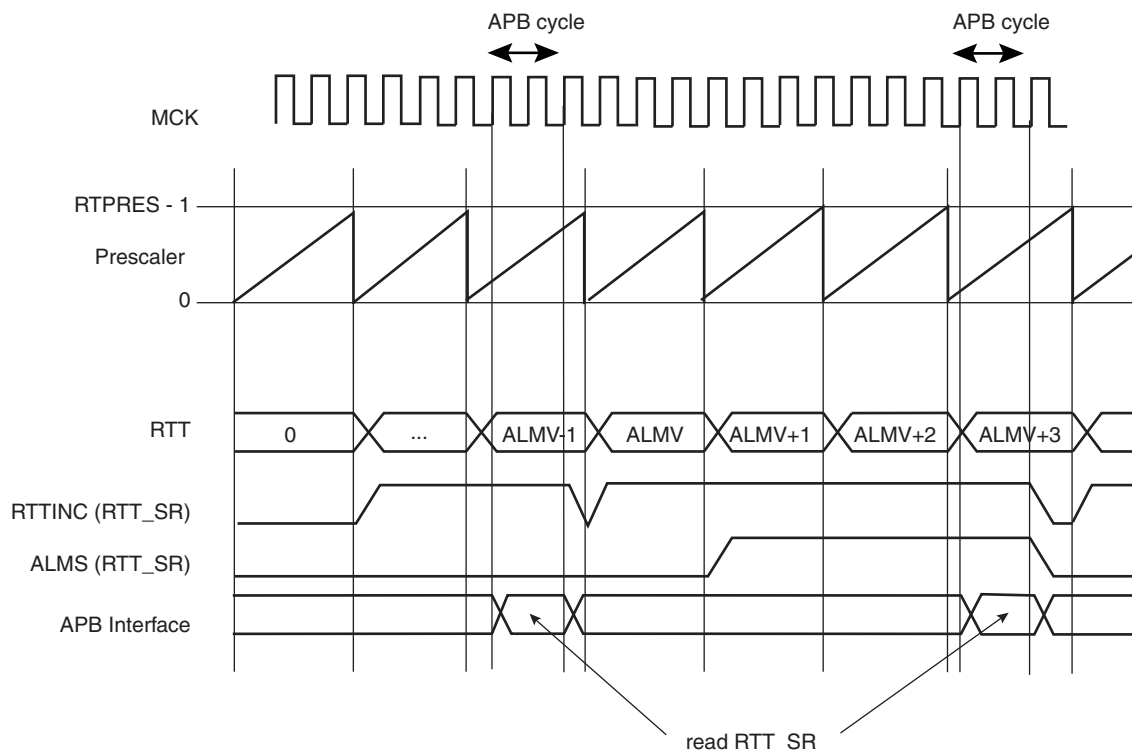 APB cycle
APB cycle
MCK
RTPRES - 1
Prescaler
0
RTT
0
...
ALMV-1
ALMV
ALMV+1
ALMV+2
ALMV+3
RTTINC (RTT_SR)
ALMS (RTT_SR)
APB Interface
read RTT_SR